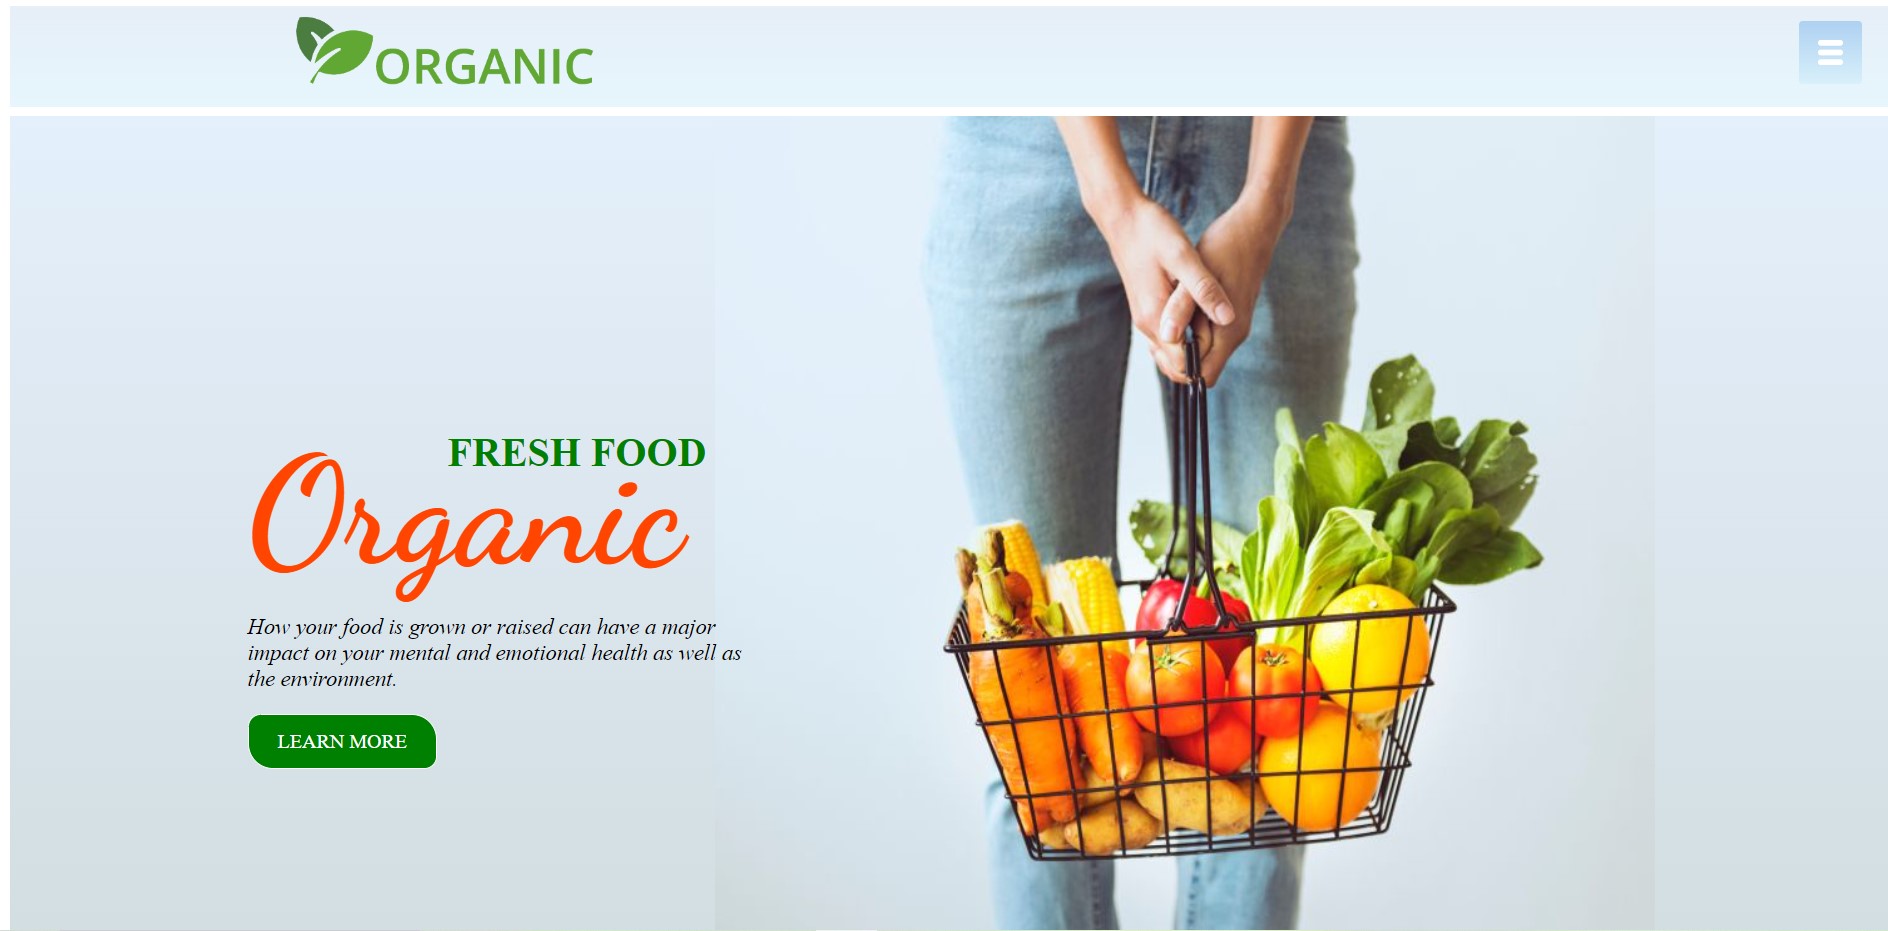 ORGANIC
FRESH FOOD
Organic
How your food is grown or raised can have a major
impact on your mental and emotional health as well as
the environment.
LEARN MORE